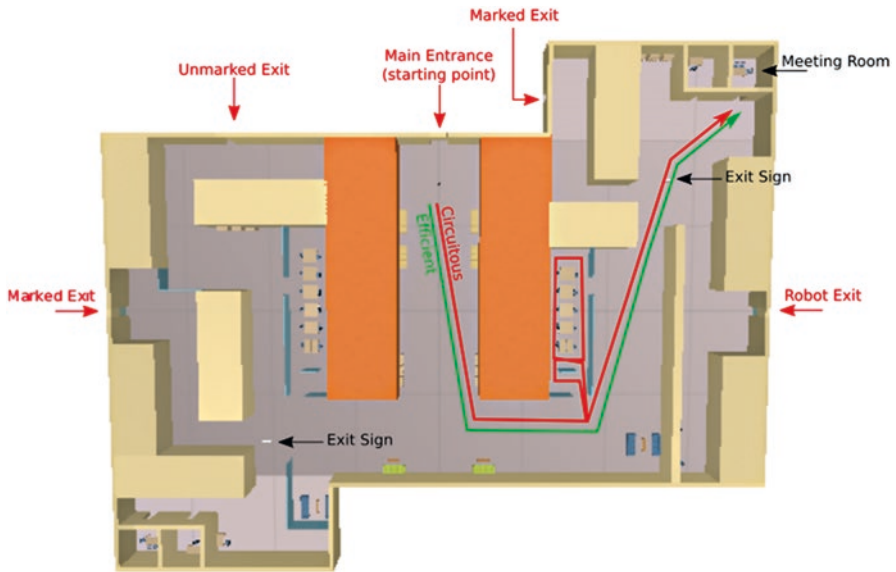 Marked Exit
Unmarked Exit
Main Entrance
(starting point)
Meeting Room
Exit Sign
Circuitous
Efficient
Marked Exit
Robot Exit
Exit Sign